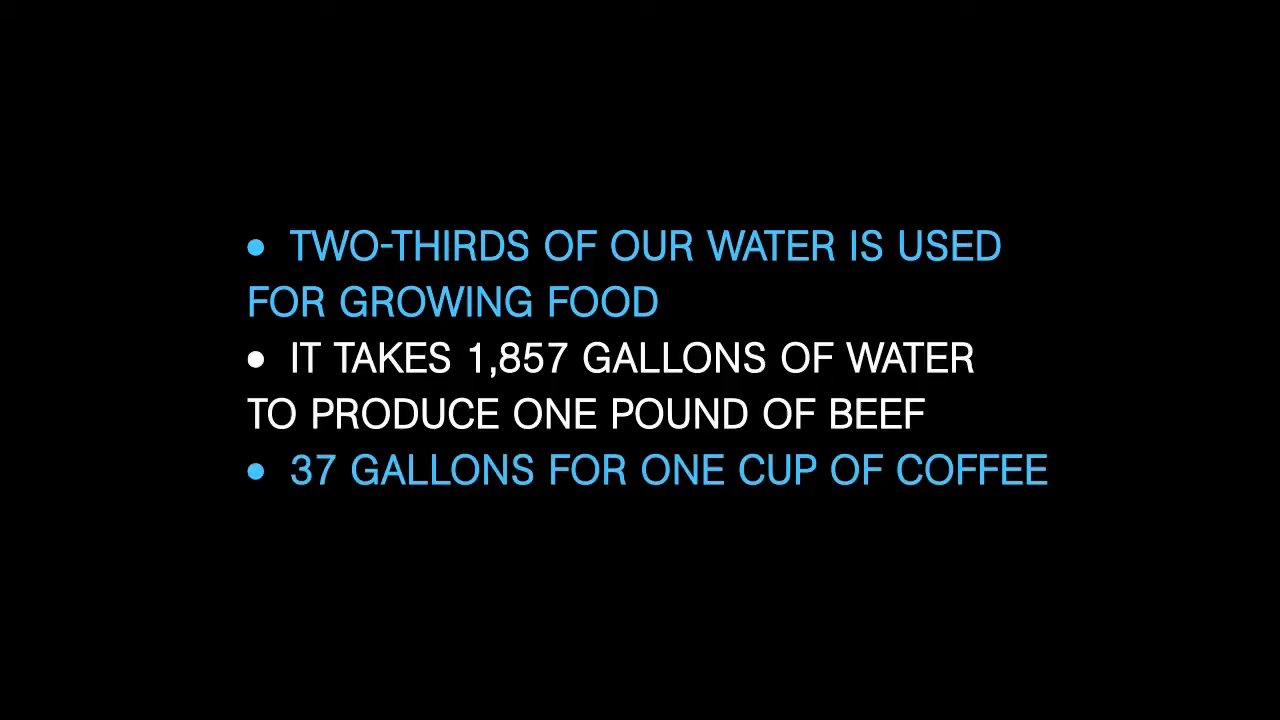 • TWO-THIRDS OF OUR WATER IS USED
FOR GROWING FOOD
• IT TAKES 1,857 GALLONS OF WATER
TO PRODUCE ONE POUND OF BEEF
• 37 GALLONS FOR ONE CUP OF COFFEE